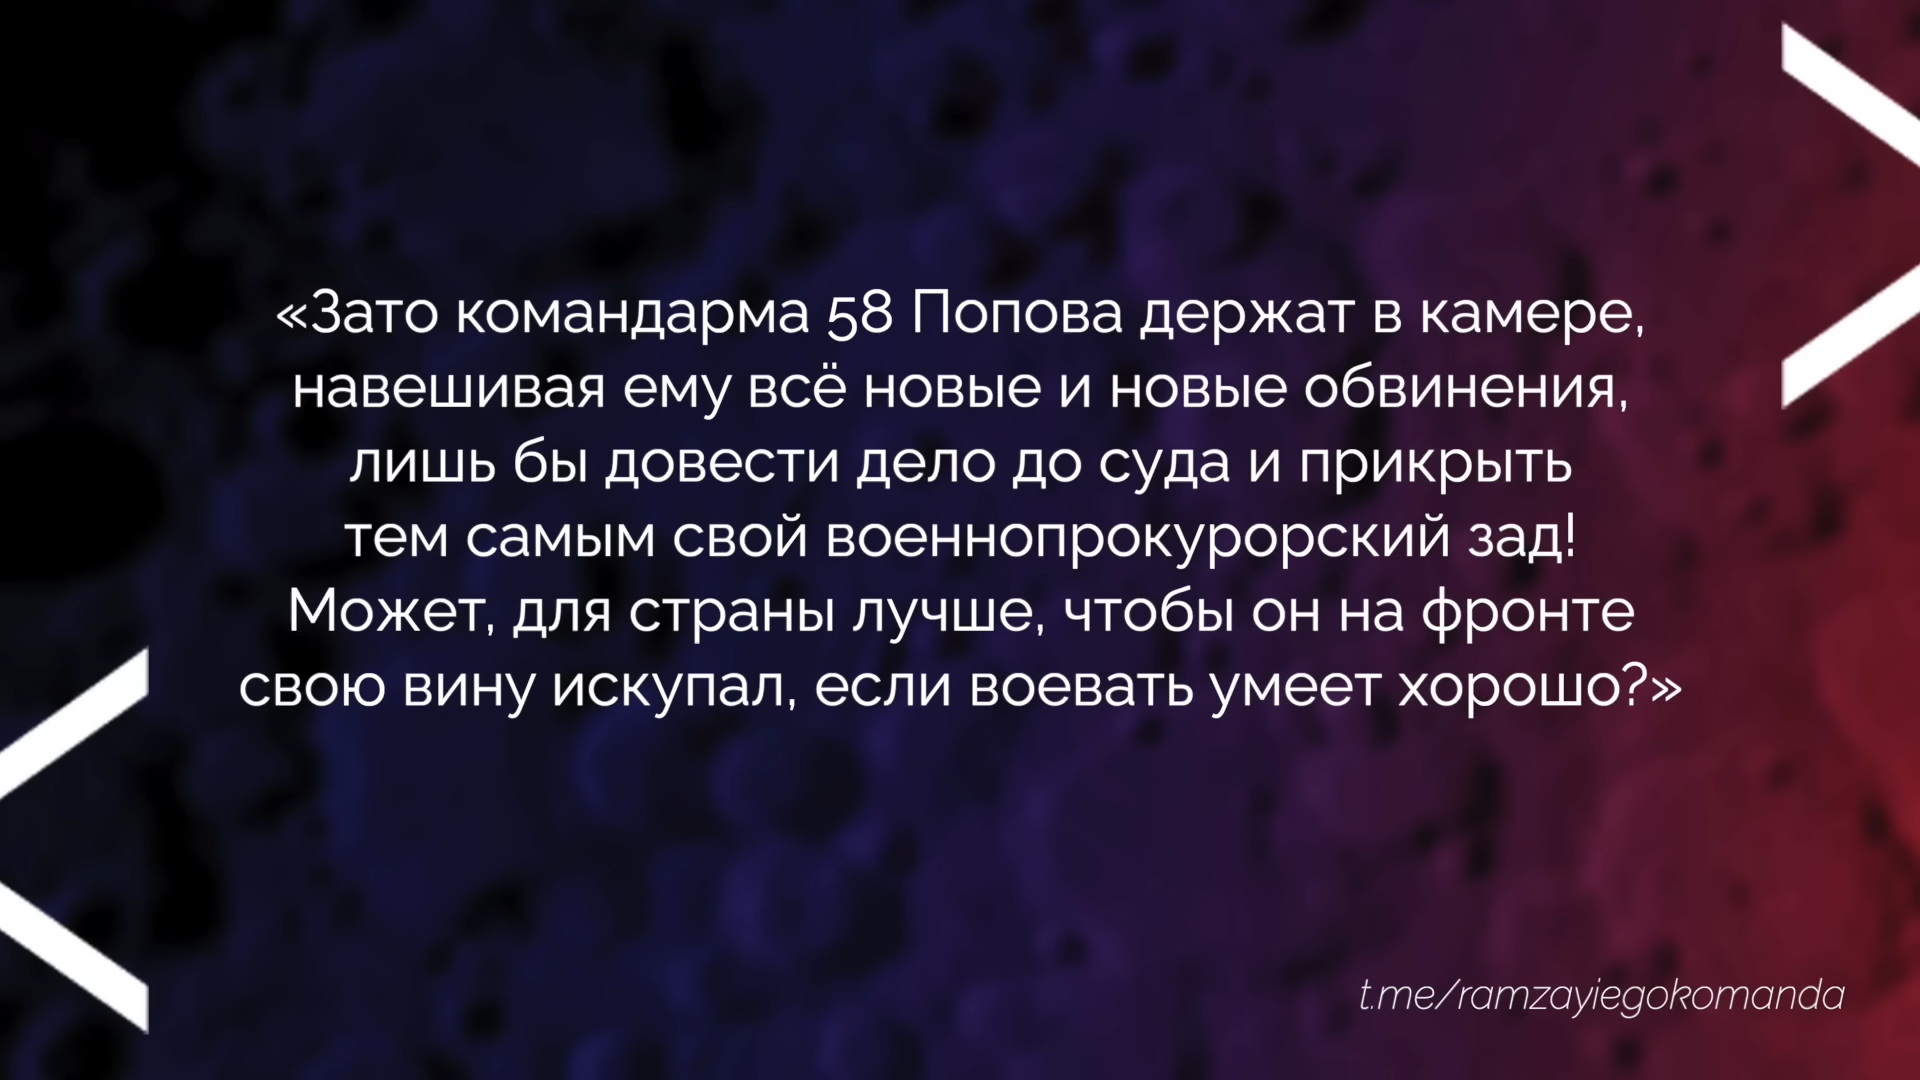 «Зато командарма 58 Попова держат в камере,
навешивая ему всё новые и новые обвинения,
лишь бы довести дело до суда и прикрыть
тем самым свой военнопрокурорский зад!
Может, для страны лучше, чтобы он на фронте
свою вину искупал, если воевать умеет хорошо?»
t.me/ramzayiegokomanda